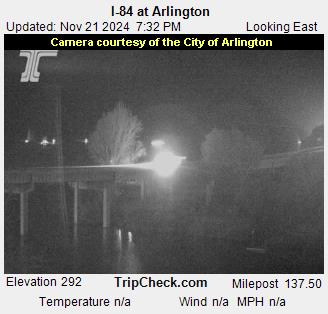 I-84 at Arlington
Updated: Nov 21 2024 7:32 PM Looking East
Camera courtesy of the City of Arlington
Elevation 292 TripCheck.com Milepost 137.50
Temperature n/a Wind n/a MPH n/a